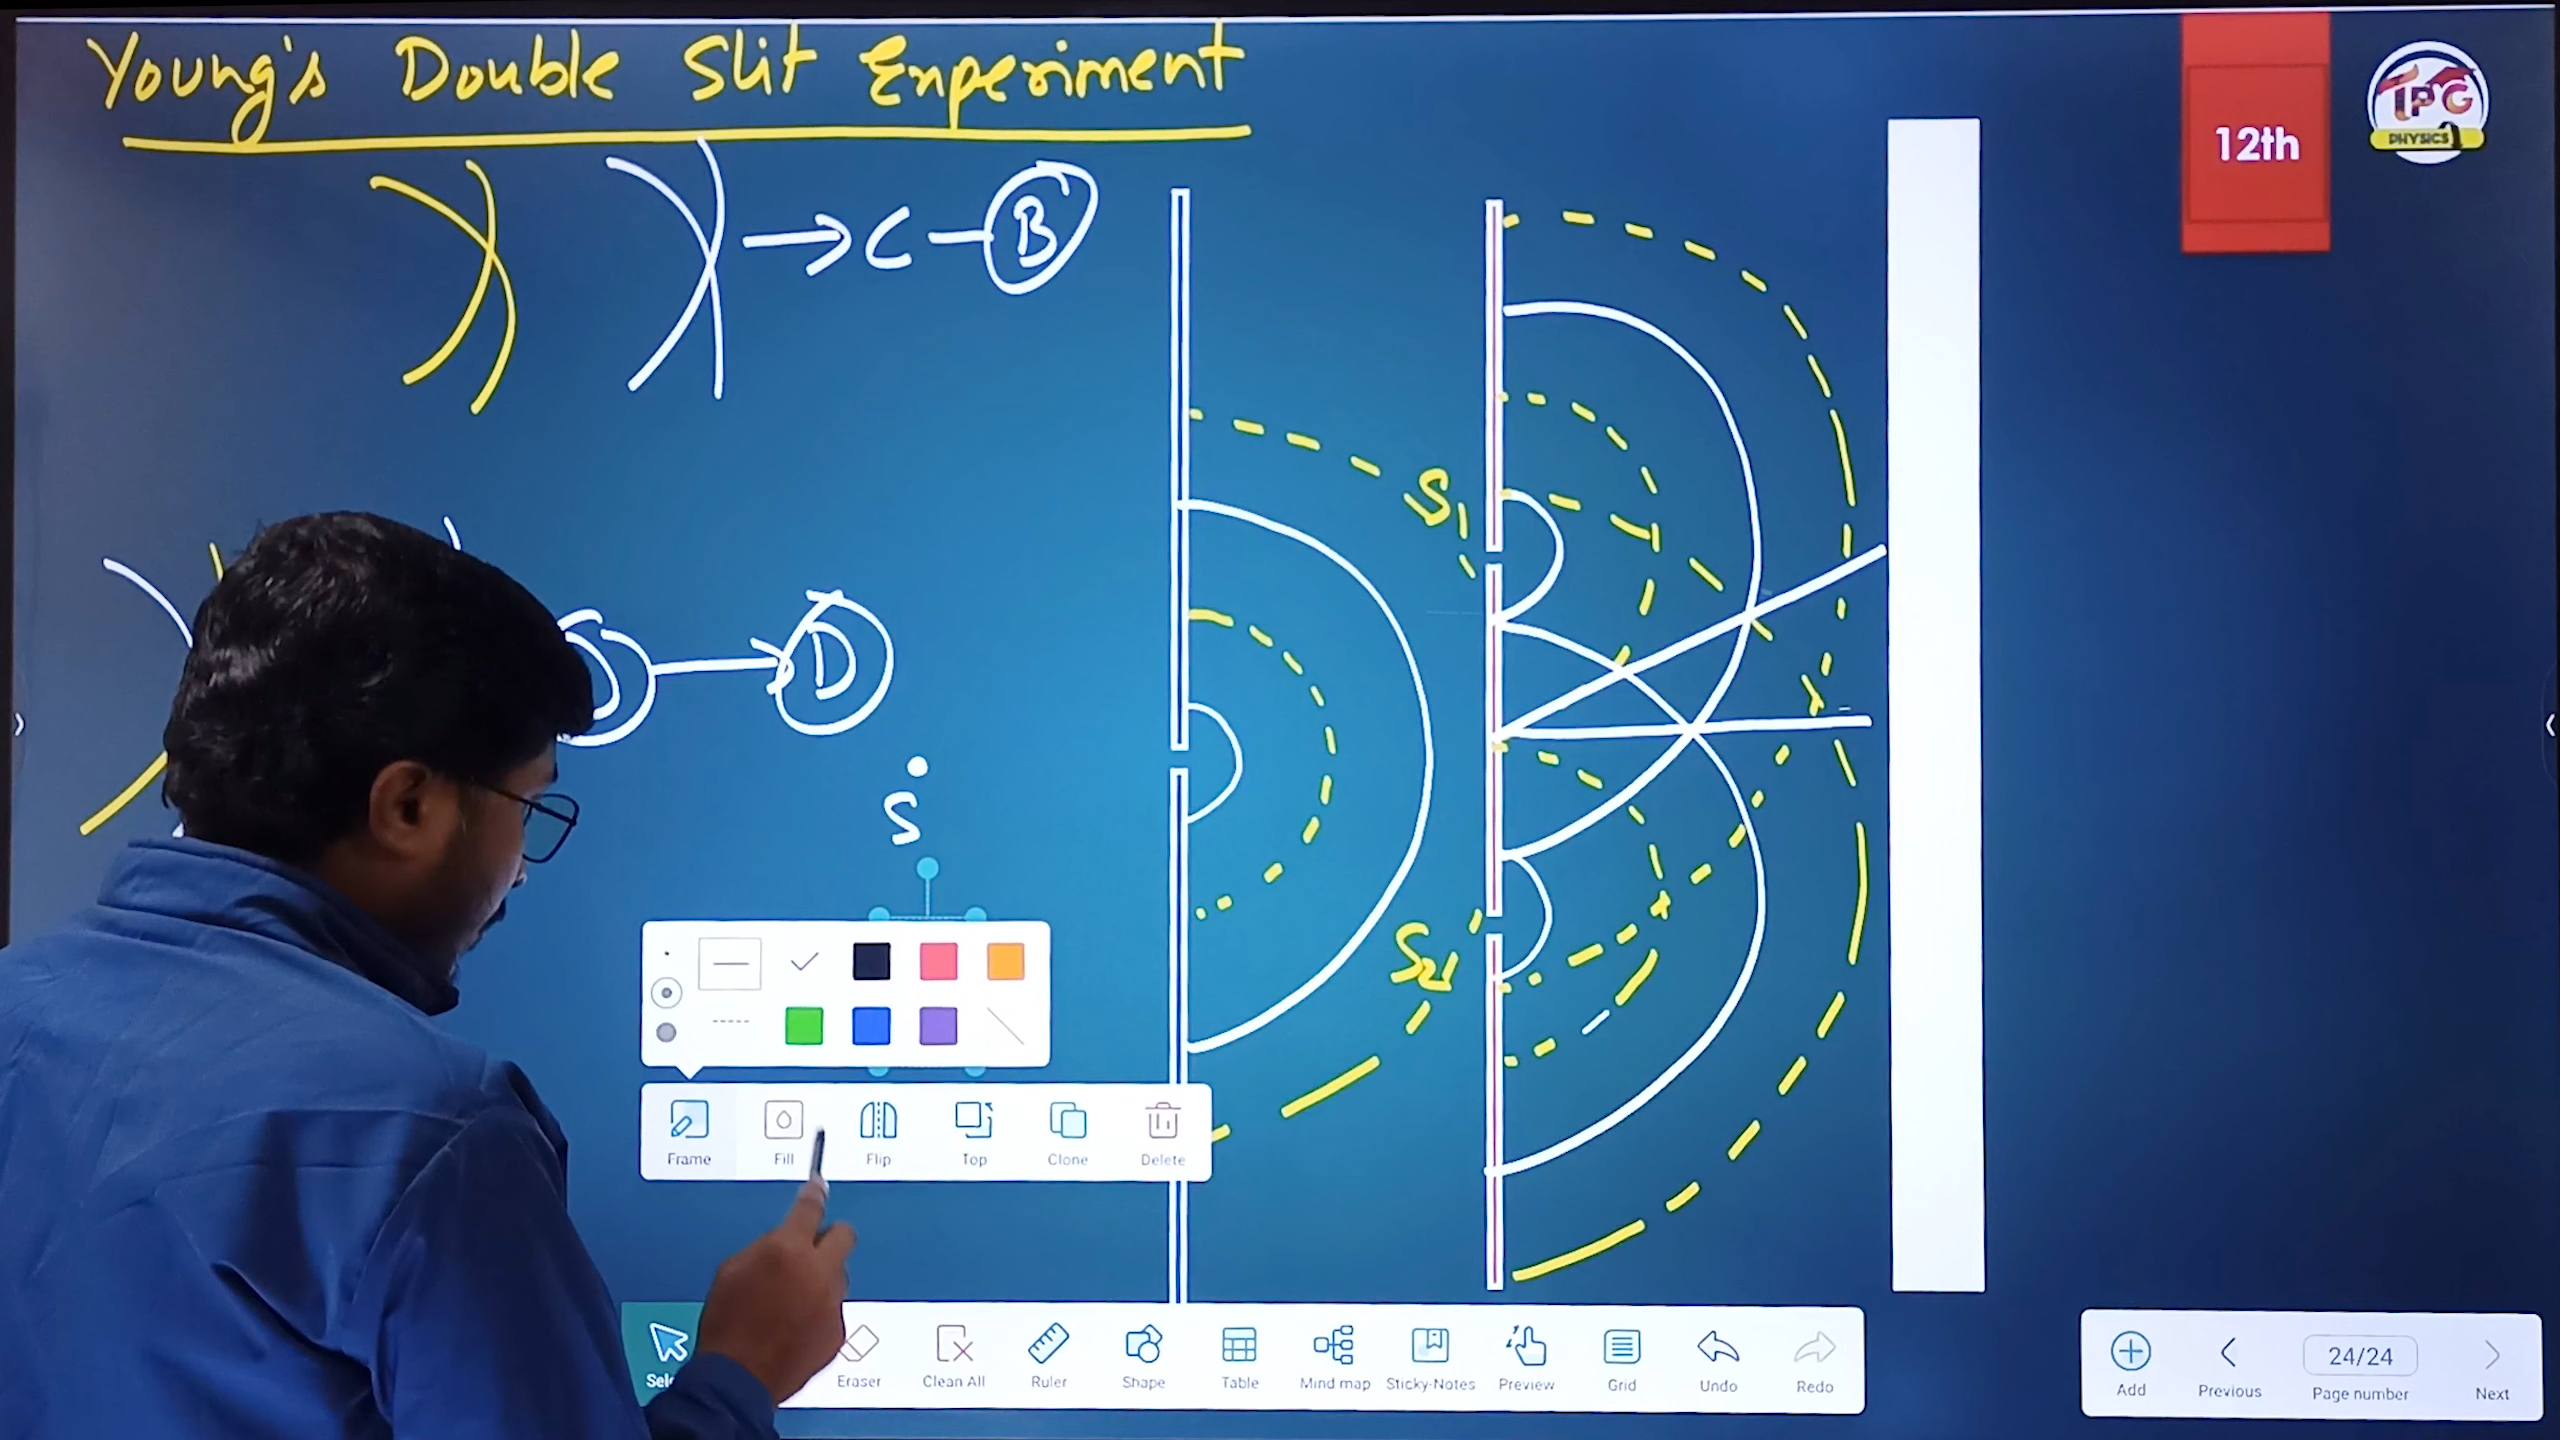 Young's Double Slit Experiment
12th
TPG
PHYSICS
→ C - B
S1
D
S
S2
Frame Fill Flip Top Clone Delete
Eraser Clean All Ruler Shape Table Mind map Sticky-Notes Preview Grid Undo Redo
24/24
Add Previous Page number Next